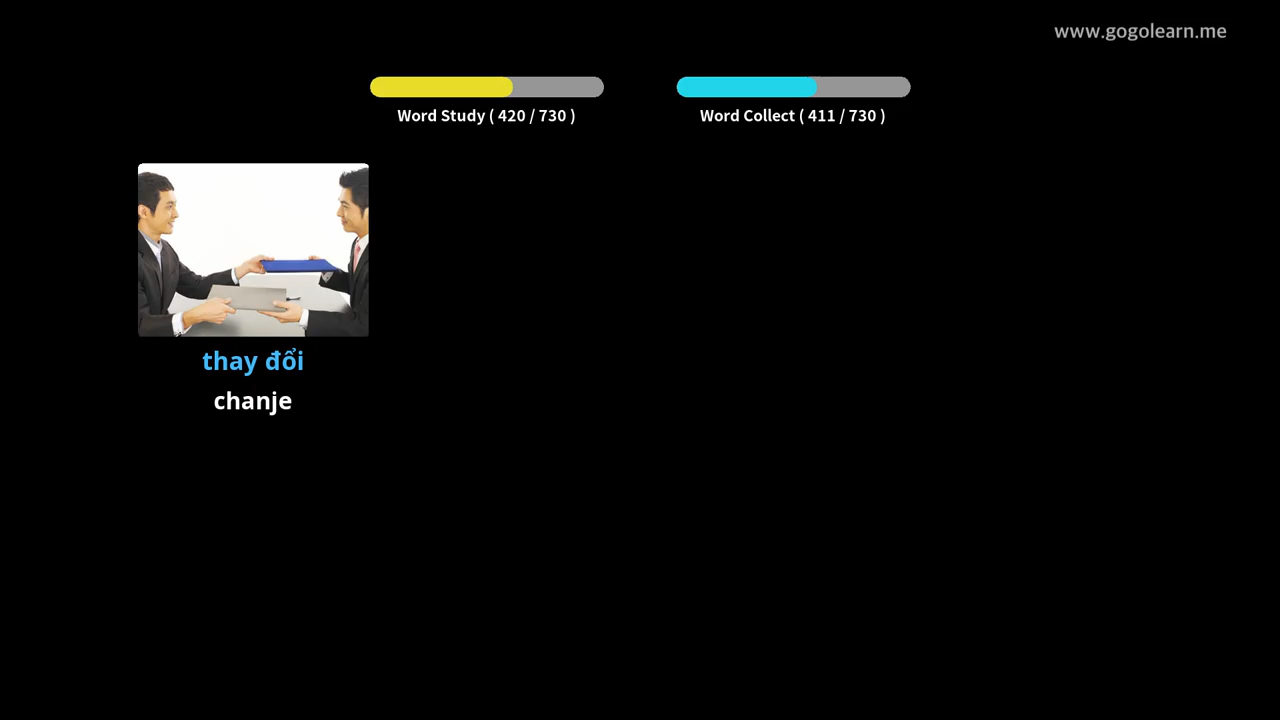 www.gogolearn.me
Word Study ( 420 / 730 )
Word Collect ( 411 / 730 )
thay đổi
chanje